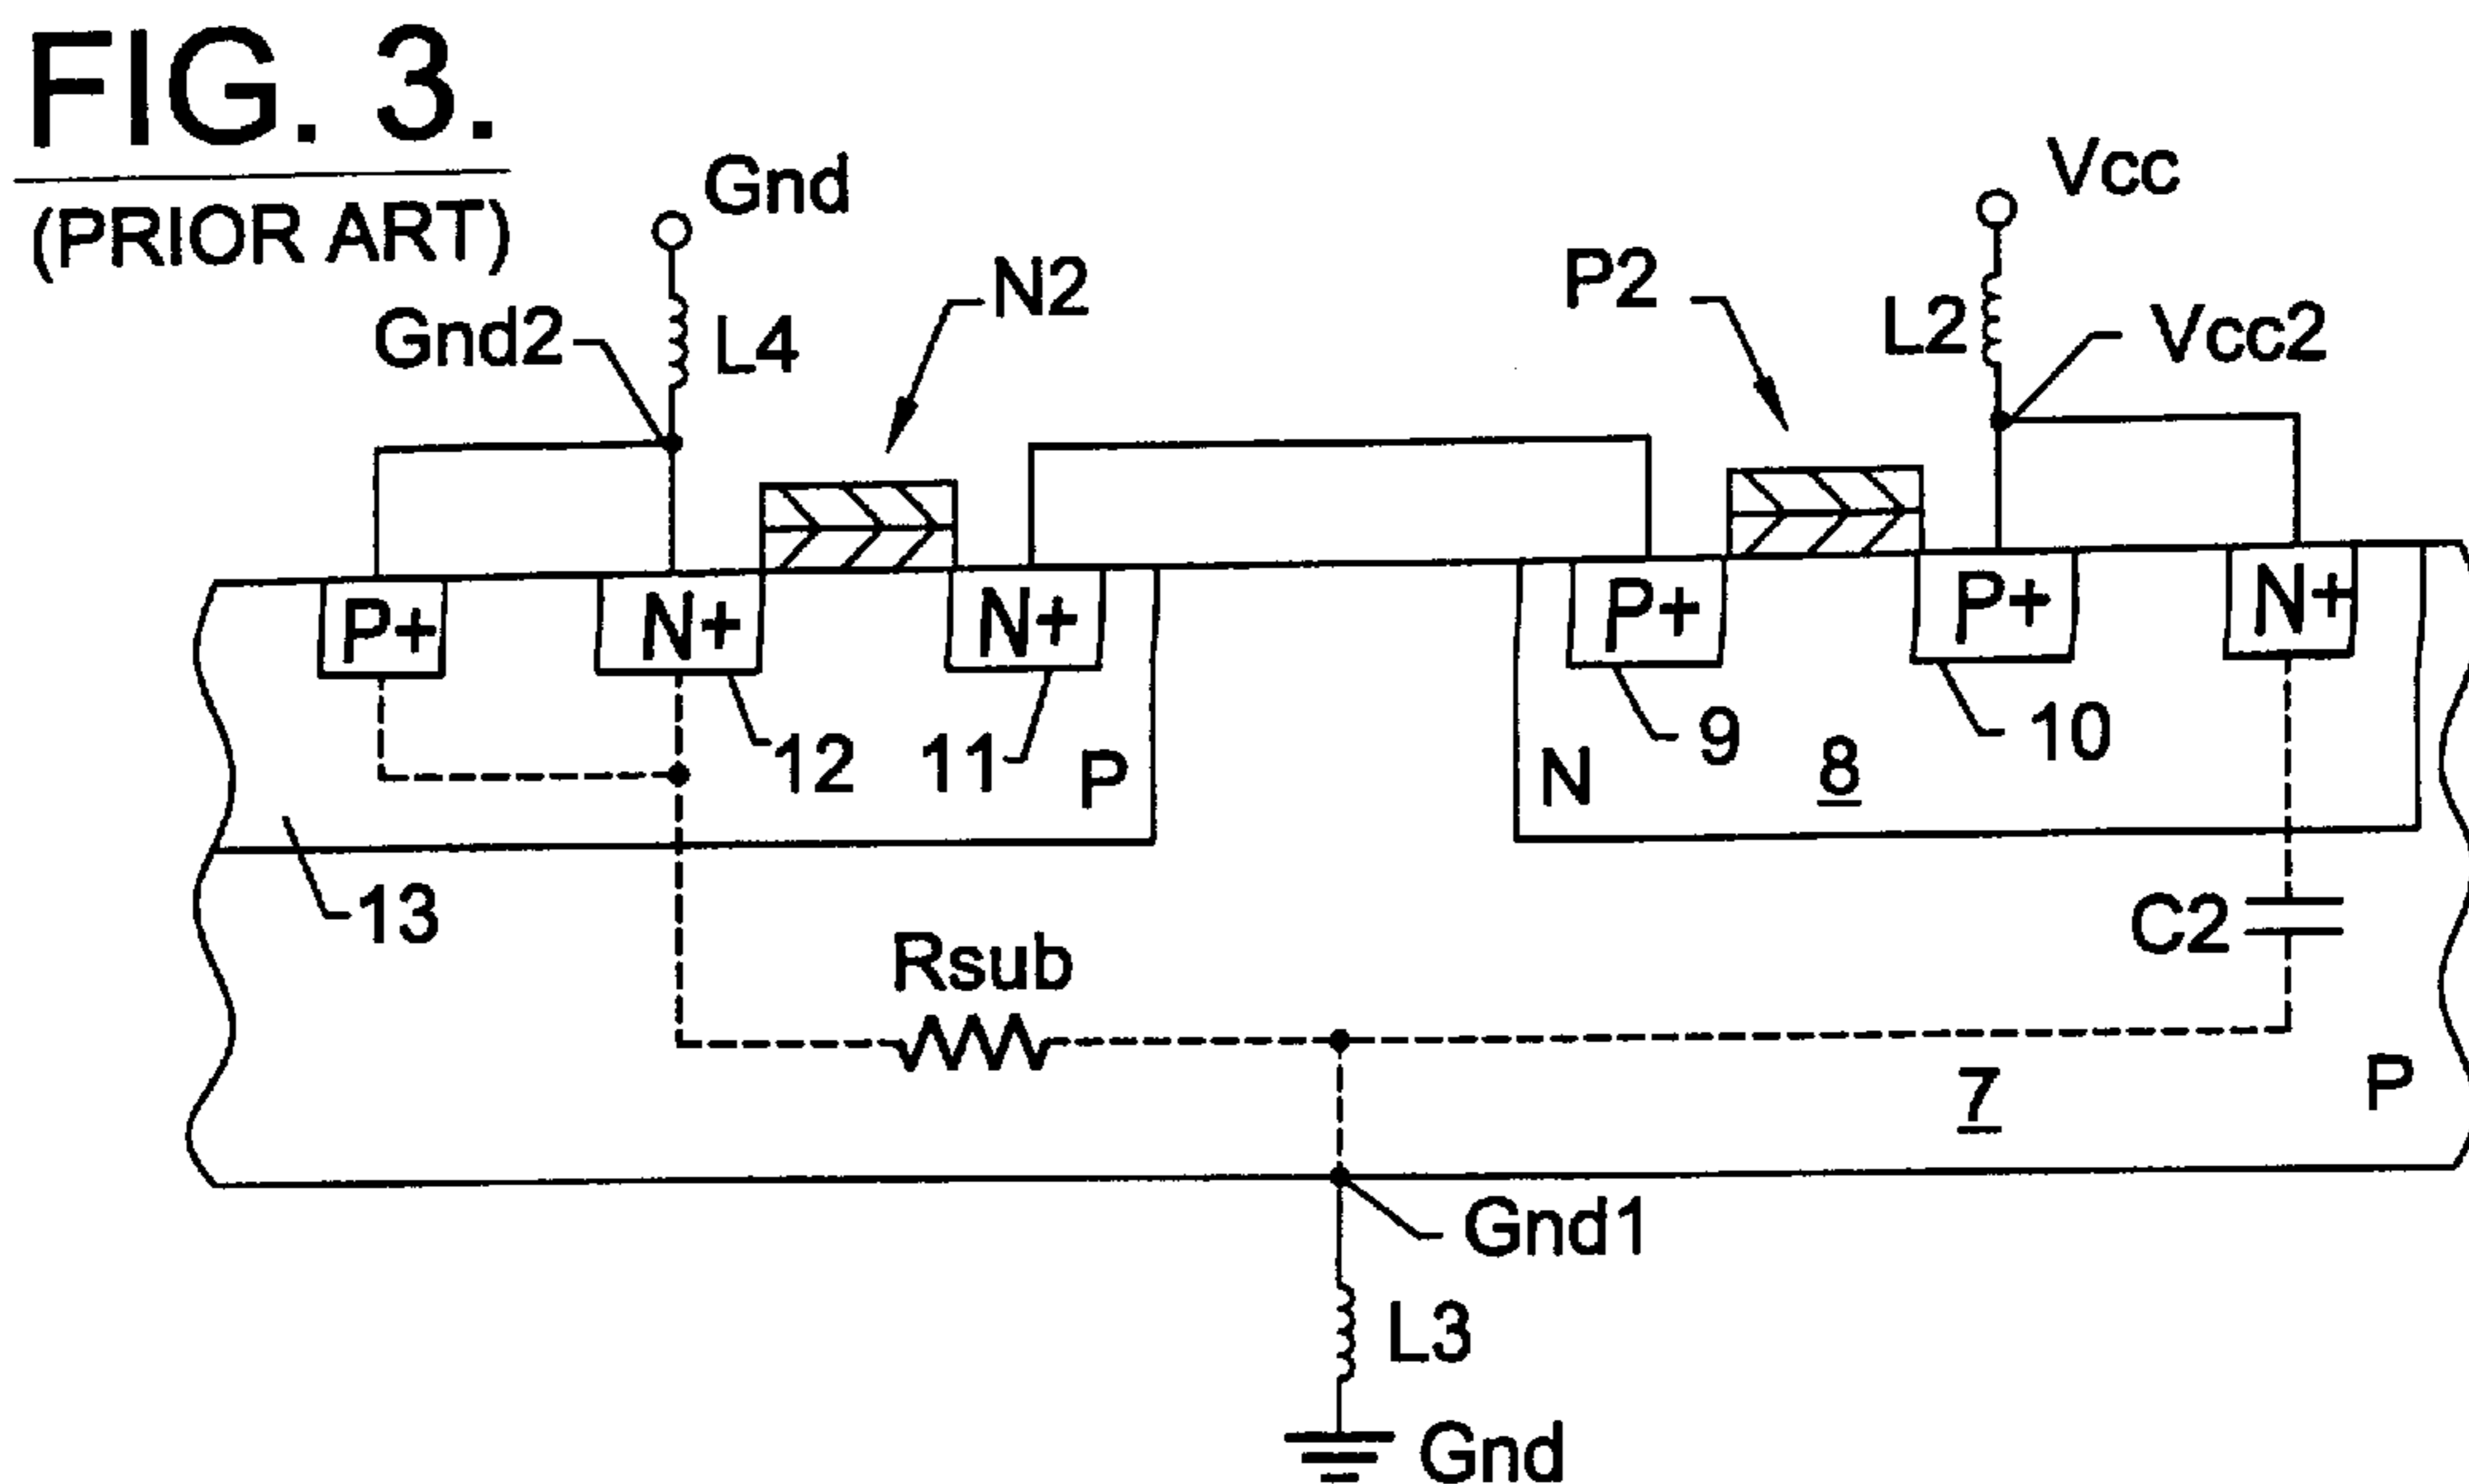 FIG. 3.
(PRIOR ART)
Gnd
Vcc
N2
P2
Gnd2
L4
L2
Vcc2
P+
N+
N+
P+
P+
N+
12
11
P
9
10
N
8
13
C2
Rsub
7
P
Gnd1
L3
Gnd